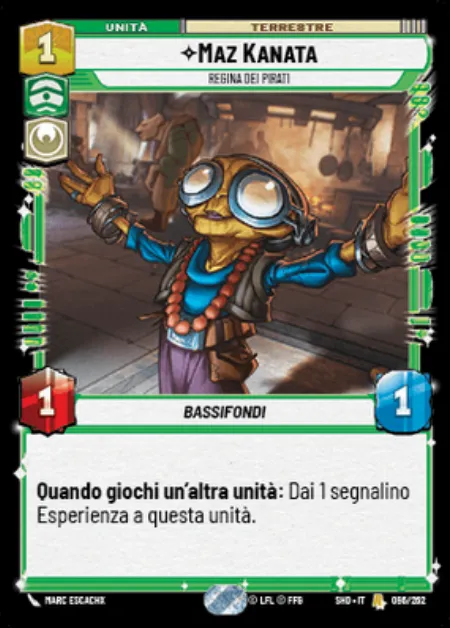 UNITÀ
TERRESTRE
1
MAZ KANATA
REGINA DEI PIRATI
1
BASSIFONDI
1
Quando giochi un'altra unità: Dai 1 segnalino
Esperienza a questa unità.
MARC ESCACHX
© LFL ® FFG
SHD • IT
096/262